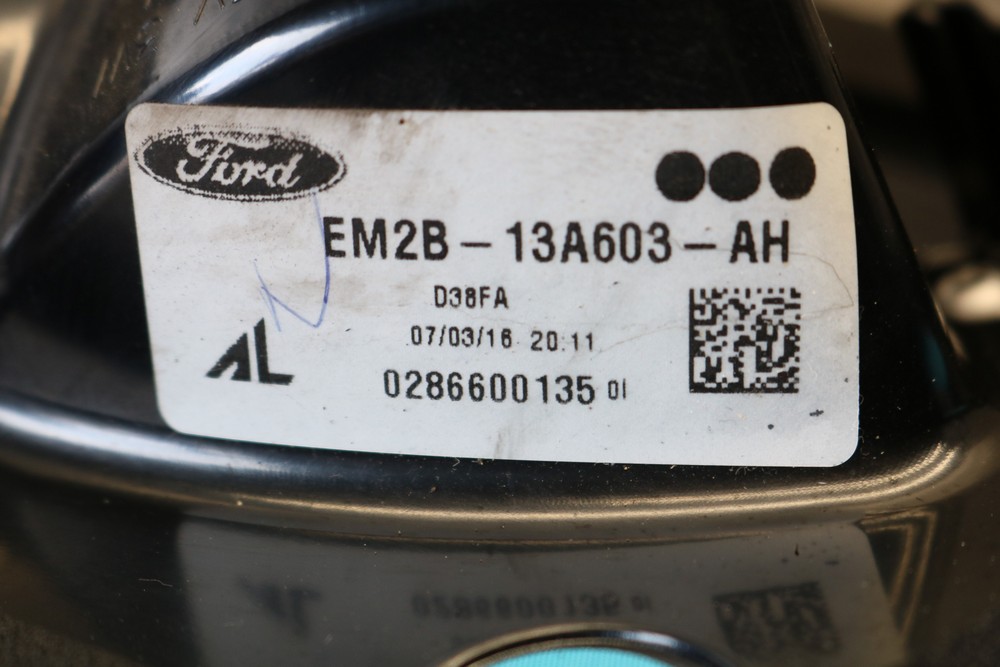 Ford
EM2B - 13A603 - AH
D38FA
07/03/16 20:11
AL
0286600135 01